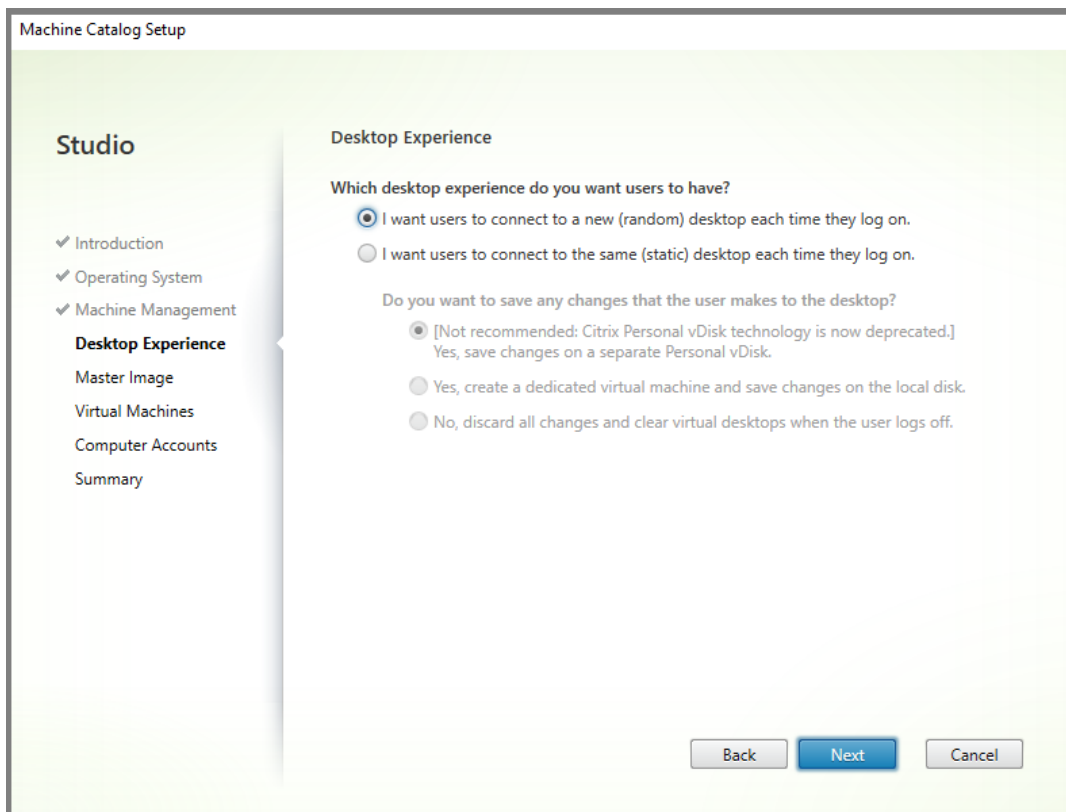 Machine Catalog Setup
Studio
Introduction
Operating System
Machine Management
Desktop Experience
Master Image
Virtual Machines
Computer Accounts
Summary
Desktop Experience
Which desktop experience do you want users to have?
I want users to connect to a new (random) desktop each time they log on.
I want users to connect to the same (static) desktop each time they log on.
Do you want to save any changes that the user makes to the desktop?
[Not recommended: Citrix Personal vDisk technology is now deprecated.]
Yes, save changes on a separate Personal vDisk.
Yes, create a dedicated virtual machine and save changes on the local disk.
No, discard all changes and clear virtual desktops when the user logs off.
Back
Next
Cancel